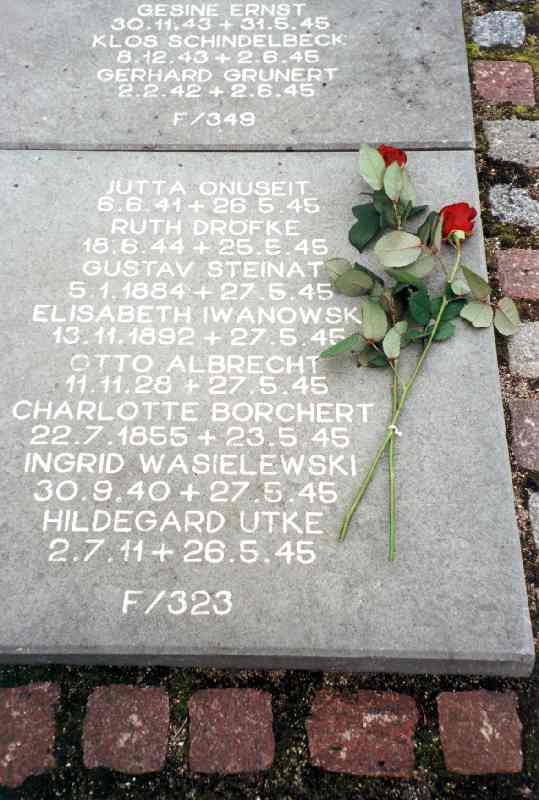 GESINE ERNST
30.11.43 + 31.5.45
KLOS SCHINDELBECK
8.12.43 + 2.6.45
GERHARD GRUNERT
2.2.42 + 2.6.45
F/349
JUTTA ONUSEIT
6.6.41 + 26.5.45
RUTH DRÖFKE
18.6.44 + 25.5.45
GUSTAV STEINAT
5.1.1884 + 27.5.45
ELISABETH IWANOWSKI
13.11.1892 + 27.5.45
OTTO ALBRECHT
11.11.28 + 27.5.45
CHARLOTTE BORCHERT
22.7.1855 + 23.5.45
INGRID WASIELEWSKI
30.9.40 + 27.5.45
HILDEGARD UTKE
2.7.11 + 26.5.45
F/323